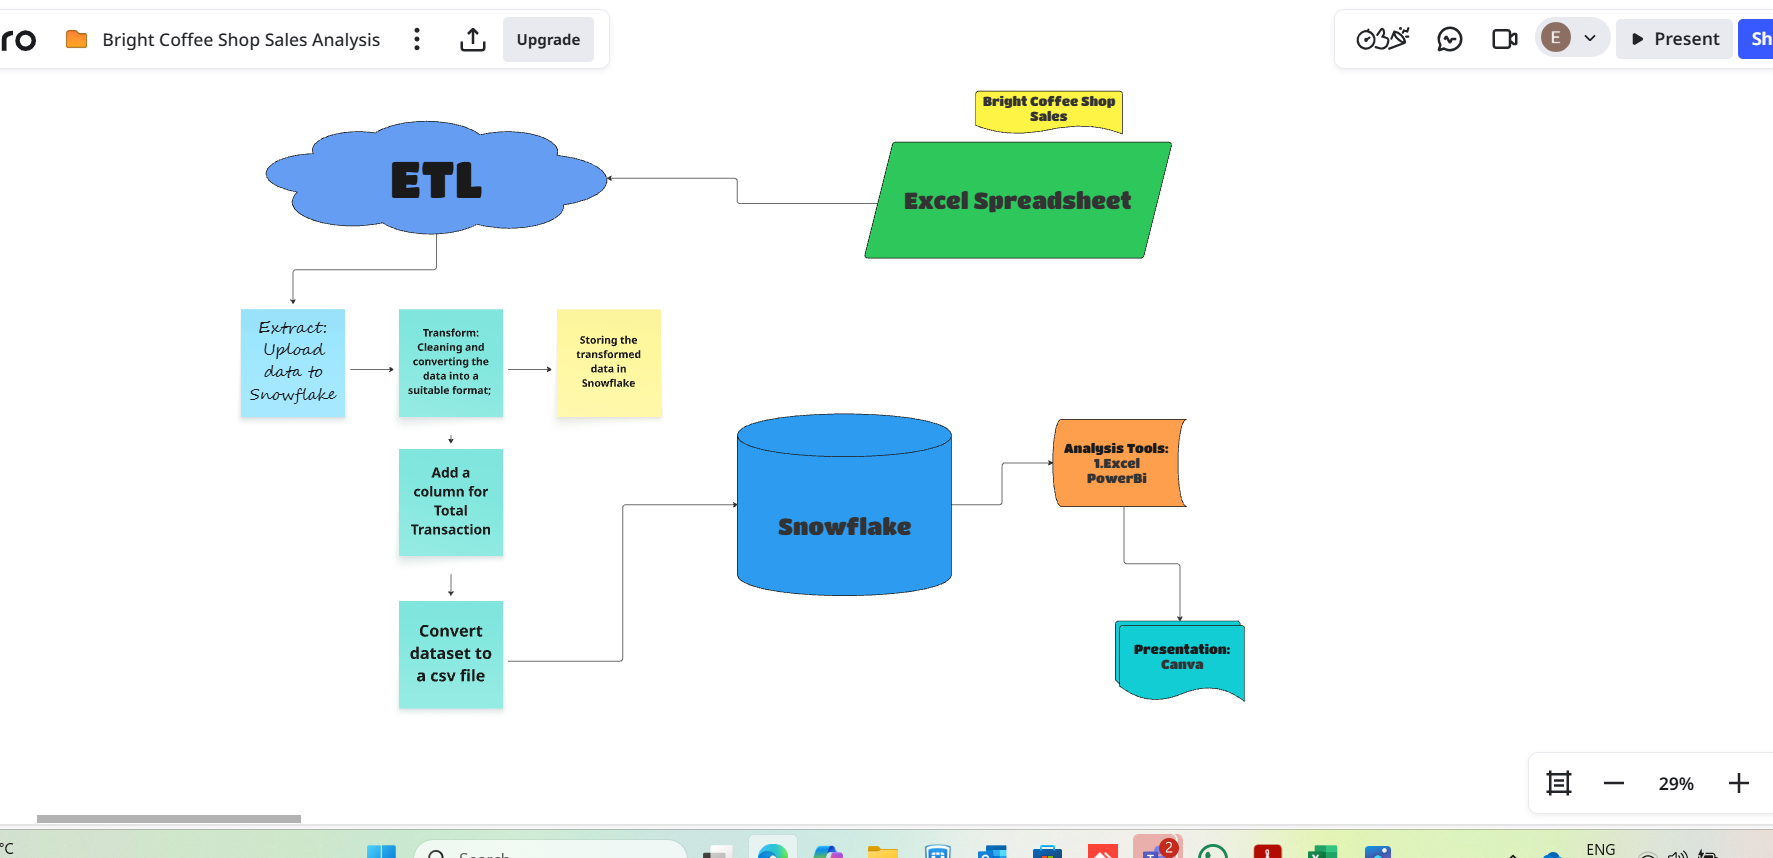 ro
Bright Coffee Shop Sales Analysis
Upgrade
E
Present
Sh
Bright Coffee Shop
Sales
ETL
Excel Spreadsheet
Extract:
Upload
data to
Snowflake
Transform:
Cleaning and
converting the
data into a
suitable format;
Storing the
transformed
data in
Snowflake
Add a
column for
Total
Transaction
Convert
dataset to
a csv file
Snowflake
Analysis Tools:
1.Excel
PowerBi
Presentation:
Canva
29%
°C
Search
2
ENG